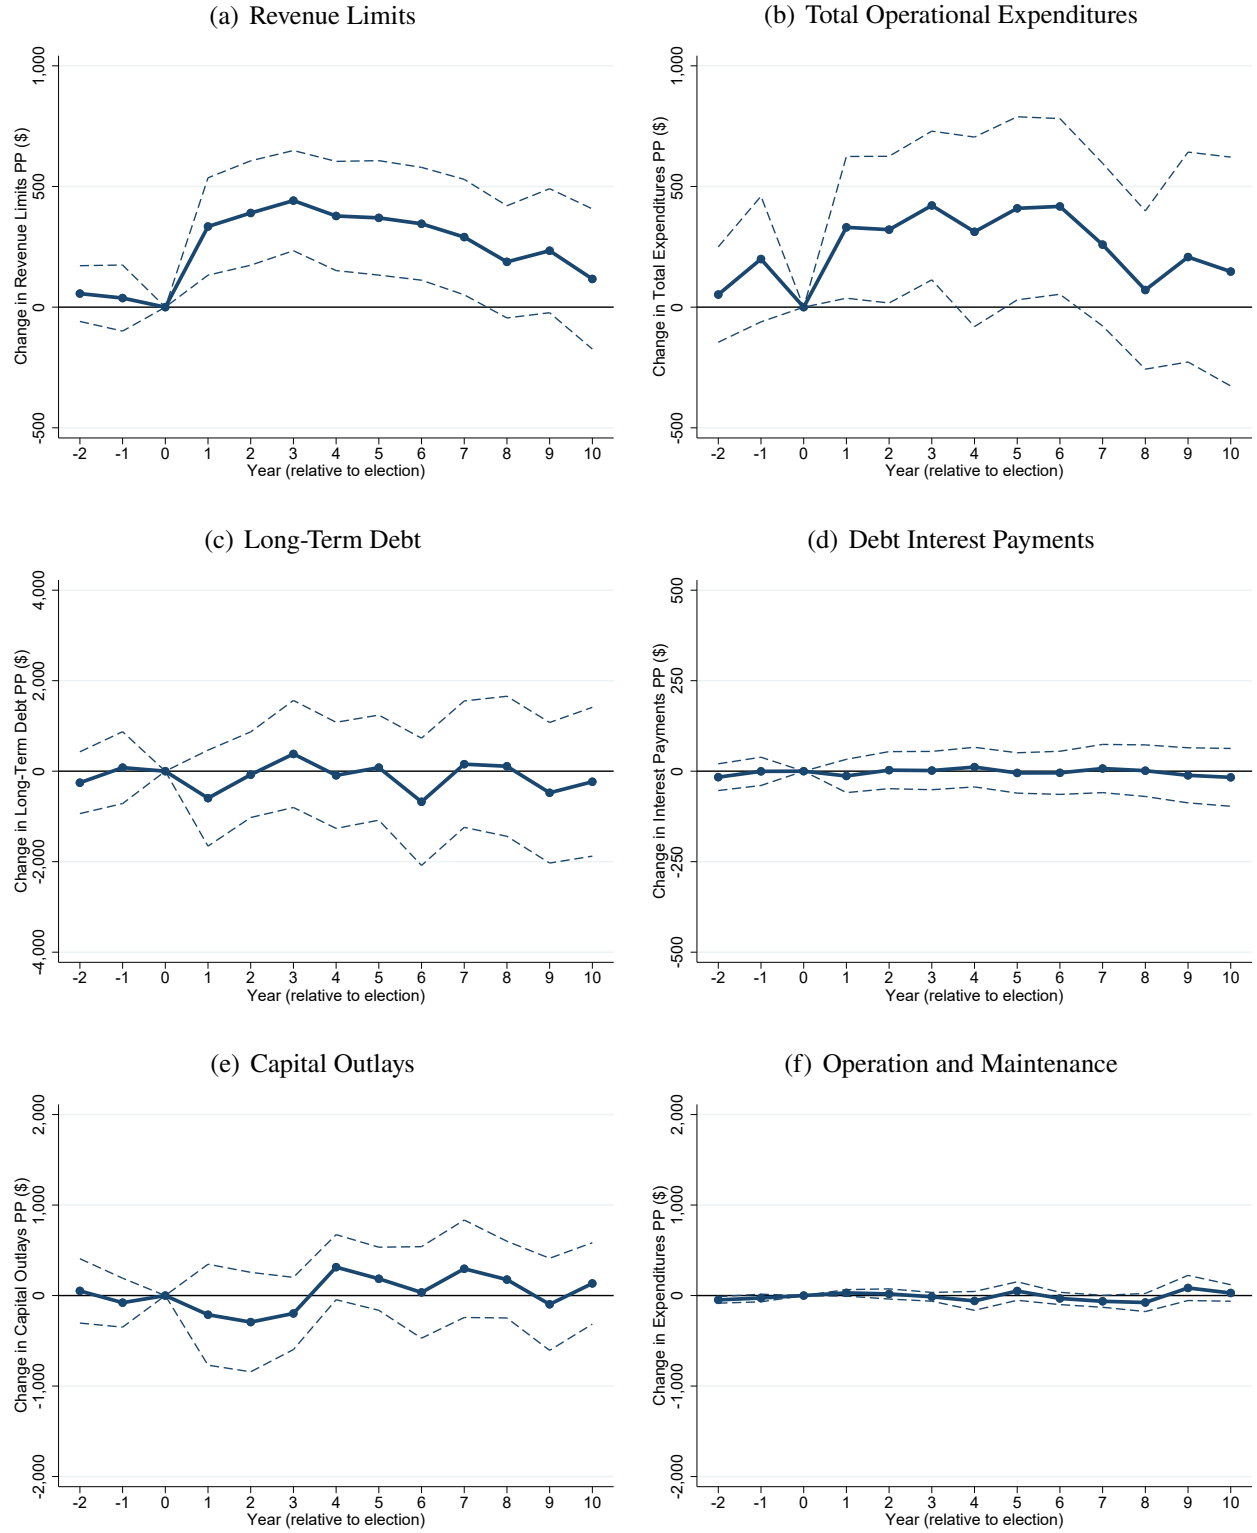 (a) Revenue Limits
Change in Revenue Limits PP ($)
1,000
500
0
-500
-2 -1 0 1 2 3 4 5 6 7 8 9 10
Year (relative to election)
(b) Total Operational Expenditures
Change in Total Expenditures PP ($)
1,000
500
0
-500
-2 -1 0 1 2 3 4 5 6 7 8 9 10
Year (relative to election)
(c) Long-Term Debt
Change in Long-Term Debt PP ($)
4,000
2,000
0
-2,000
-4,000
-2 -1 0 1 2 3 4 5 6 7 8 9 10
Year (relative to election)
(d) Debt Interest Payments
Change in Interest Payments PP ($)
500
250
0
-250
-500
-2 -1 0 1 2 3 4 5 6 7 8 9 10
Year (relative to election)
(e) Capital Outlays
Change in Capital Outlays PP ($)
2,000
1,000
0
-1,000
-2,000
-2 -1 0 1 2 3 4 5 6 7 8 9 10
Year (relative to election)
(f) Operation and Maintenance
Change in Expenditures PP ($)
2,000
1,000
0
-1,000
-2,000
-2 -1 0 1 2 3 4 5 6 7 8 9 10
Year (relative to election)